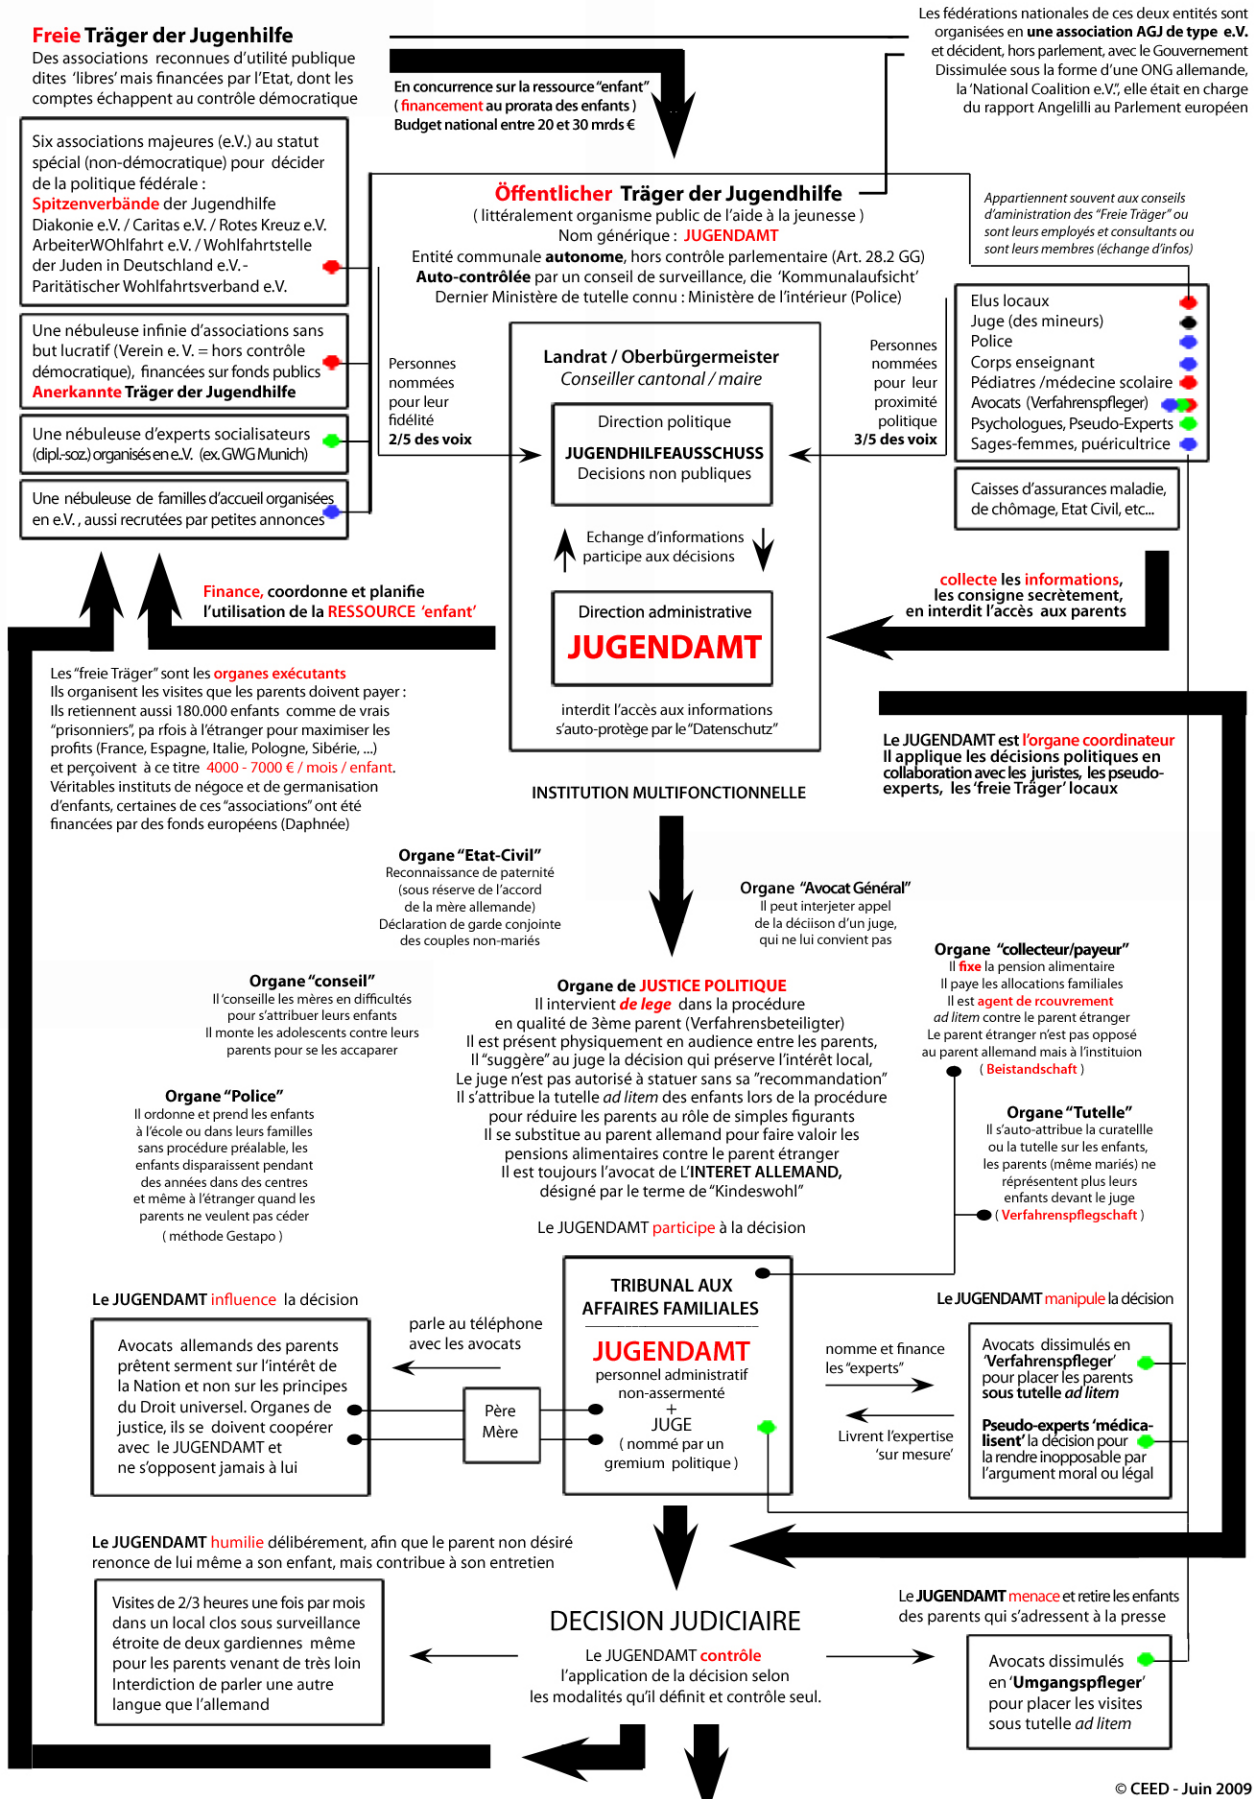 Freie Träger der Jugenhilfe
Des associations reconnues d'utilité publique
dites 'libres' mais financées par l'Etat, dont les
comptes échappent au contrôle démocratique
En concurrence sur la ressource "enfant"
( financement au prorata des enfants )
Budget national entre 20 et 30 mrds €
Les fédérations nationales de ces deux entités sont
organisées en une association AGJ de type e.V.
et décident, hors parlement, avec le Gouvernement
Dissimulée sous la forme d'une ONG allemande,
la 'National Coalition e.V.", elle était en charge
du rapport Angelilli au Parlement européen
Six associations majeures (e.V.) au statut
spécial (non-démocratique) pour décider
de la politique fédérale :
Spitzenverbände der Jugendhilfe
Diakonie e.V. / Caritas e.V. / Rotes Kreuz e.V.
ArbeiterWOhlfahrt e.V. / Wohlfahrtstelle
der Juden in Deutschland e.V. -
Paritätischer Wohlfahrtsverband e.V.
Öffentlicher Träger der Jugendhilfe
( littéralement organisme public de l'aide à la jeunesse )
Nom générique : JUGENDAMT
Entité communale autonome, hors contrôle parlementaire (Art. 28.2 GG)
Auto-contrôlée par un conseil de surveillance, die 'Kommunalaufsicht'
Dernier Ministère de tutelle connu : Ministère de l'intérieur (Police)
Appartiennent souvent aux conseils
d'aministration des "Freie Träger" ou
sont leurs employés et consultants ou
sont leurs membres (échange d'infos)
Une nébuleuse infinie d'associations sans
but lucratif (Verein e. V. = hors contrôle
démocratique), financées sur fonds publics
Anerkannte Träger der Jugendhilfe
Une nébuleuse d'experts socialisateurs
(dipl.-soz.) organisés en e..V. (ex. GWG Munich)
Une nébuleuse de familles d'accueil organisées
en e.V. , aussi recrutées par petites annonces
Personnes
nommées
pour leur
fidélité
2/5 des voix
Landrat / Oberbürgermeister
Conseiller cantonal / maire
Direction politique
JUGENDHILFEAUSSCHUSS
Decisions non publiques
Echange d'informations
participe aux décisions
Direction administrative
JUGENDAMT
interdit l'accès aux informations
s'auto-protège par le "Datenschutz"
Personnes
nommées
pour leur
proximité
politique
3/5 des voix
Elus locaux
Juge (des mineurs)
Police
Corps enseignant
Pédiatres /médecine scolaire
Avocats (Verfahrenspfleger)
Psychologues, Pseudo-Experts
Sages-femmes, puéricultrice
Caisses d'assurances maladie,
de chômage, Etat Civil, etc...
Finance, coordonne et planifie
l'utilisation de la RESSOURCE 'enfant'
collecte les informations,
les consigne secrètement,
en interdit l'accès aux parents
Les "freie Träger" sont les organes exécutants
Ils organisent les visites que les parents doivent payer :
Ils retiennent aussi 180.000 enfants comme de vrais
"prisonniers", pa rfois à l'étranger pour maximiser les
profits (France, Espagne, Italie, Pologne, Sibérie, ...)
et perçoivent à ce titre 4000 - 7000 € / mois / enfant.
Véritables instituts de négoce et de germanisation
d'enfants, certaines de ces "associations" ont été
financées par des fonds européens (Daphnée)
Le JUGENDAMT est l'organe coordinateur
Il applique les décisions politiques en
collaboration avec les juristes, les pseudo-
experts, les 'freie Träger' locaux
INSTITUTION MULTIFONCTIONNELLE
Organe "Etat-Civil"
Reconnaissance de paternité
(sous réserve de l'accord
de la mère allemande)
Déclaration de garde conjointe
des couples non-mariés
Organe "Avocat Général"
Il peut interjeter appel
de la déciison d'un juge,
qui ne lui convient pas
Organe "conseil"
Il 'conseille les mères en difficultés
pour s'attribuer leurs enfants
Il monte les adolescents contre leurs
parents pour se les accaparer
Organe de JUSTICE POLITIQUE
Il intervient de lege dans la procédure
en qualité de 3ème parent (Verfahrensbeteiligter)
Il est présent physiquement en audience entre les parents,
Il "suggère" au juge la décision qui préserve l'intérêt local,
Le juge n'est pas autorisé à statuer sans sa "recommandation"
Il s'attribue la tutelle ad litem des enfants lors de la procédure
pour réduire les parents au rôle de simples figurants
Il se substitue au parent allemand pour faire valoir les
pensions alimentaires contre le parent étranger
Il est toujours l'avocat de L'INTERET ALLEMAND,
désigné par le terme de "Kindeswohl"
Organe "collecteur/payeur"
Il fixe la pension alimentaire
Il paye les allocations familiales
Il est agent de rcouvrement
ad litem contre le parent étranger
Le parent étranger n'est pas opposé
au parent allemand mais à l'instituion
( Beistandschaft )
Organe "Police"
Il ordonne et prend les enfants
à l'école ou dans leurs familles
sans procédure préalable, les
enfants disparaissent pendant
des années dans des centres
et même à l'étranger quand les
parents ne veulent pas céder
( méthode Gestapo )
Organe "Tutelle"
Il s'auto-attribue la curatellle
ou la tutelle sur les enfants,
les parents (même mariés) ne
réprésentent plus leurs
enfants devant le juge
( Verfahrenspflegschaft )
Le JUGENDAMT participe à la décision
Le JUGENDAMT influence la décision
Avocats allemands des parents
prêtent serment sur l'intérêt de
la Nation et non sur les principes
du Droit universel. Organes de
justice, ils se doivent coopérer
avec le JUGENDAMT et
ne s'opposent jamais à lui
parle au téléphone
avec les avocats
Père
Mère
TRIBUNAL AUX
AFFAIRES FAMILIALES
JUGENDAMT
personnel administratif
non-assermenté
+
JUGE
( nommé par un
gremium politique )
nomme et finance
les "experts"
Livrent l'expertise
'sur mesure'
Le JUGENDAMT manipule la décision
Avocats dissimulés en
'Verfahrenspfleger'
pour placer les parents
sous tutelle ad litem
Pseudo-experts 'médica-
lisent' la décision pour
la rendre inopposable par
l'argument moral ou légal
Le JUGENDAMT humilie délibérement, afin que le parent non désiré
renonce de lui même a son enfant, mais contribue à son entretien
Visites de 2/3 heures une fois par mois
dans un local clos sous surveillance
étroite de deux gardiennes même
pour les parents venant de très loin
Interdiction de parler une autre
langue que l'allemand
DECISION JUDICIAIRE
Le JUGENDAMT contrôle
l'application de la décision selon
les modalités qu'il définit et contrôle seul.
Le JUGENDAMT menace et retire les enfants
des parents qui s'adressent à la presse
Avocats dissimulés
en 'Umgangspfleger'
pour placer les visites
sous tutelle ad litem
© CEED - Juin 2009